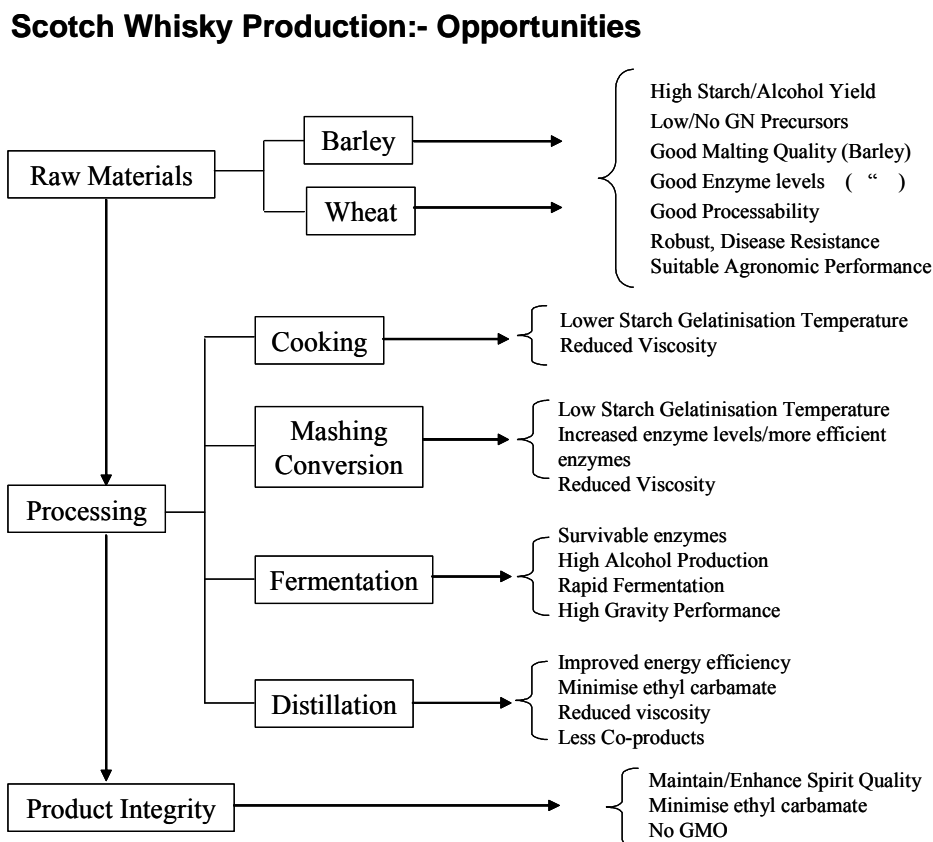 Scotch Whisky Production:- Opportunities
Raw Materials
Barley
Wheat
High Starch/Alcohol Yield
Low/No GN Precursors
Good Malting Quality (Barley)
Good Enzyme levels ( “ )
Good Processability
Robust, Disease Resistance
Suitable Agronomic Performance
Processing
Cooking
Lower Starch Gelatinisation Temperature
Reduced Viscosity
Mashing
Conversion
Low Starch Gelatinisation Temperature
Increased enzyme levels/more efficient
enzymes
Reduced Viscosity
Fermentation
Survivable enzymes
High Alcohol Production
Rapid Fermentation
High Gravity Performance
Distillation
Improved energy efficiency
Minimise ethyl carbamate
Reduced viscosity
Less Co-products
Product Integrity
Maintain/Enhance Spirit Quality
Minimise ethyl carbamate
No GMO